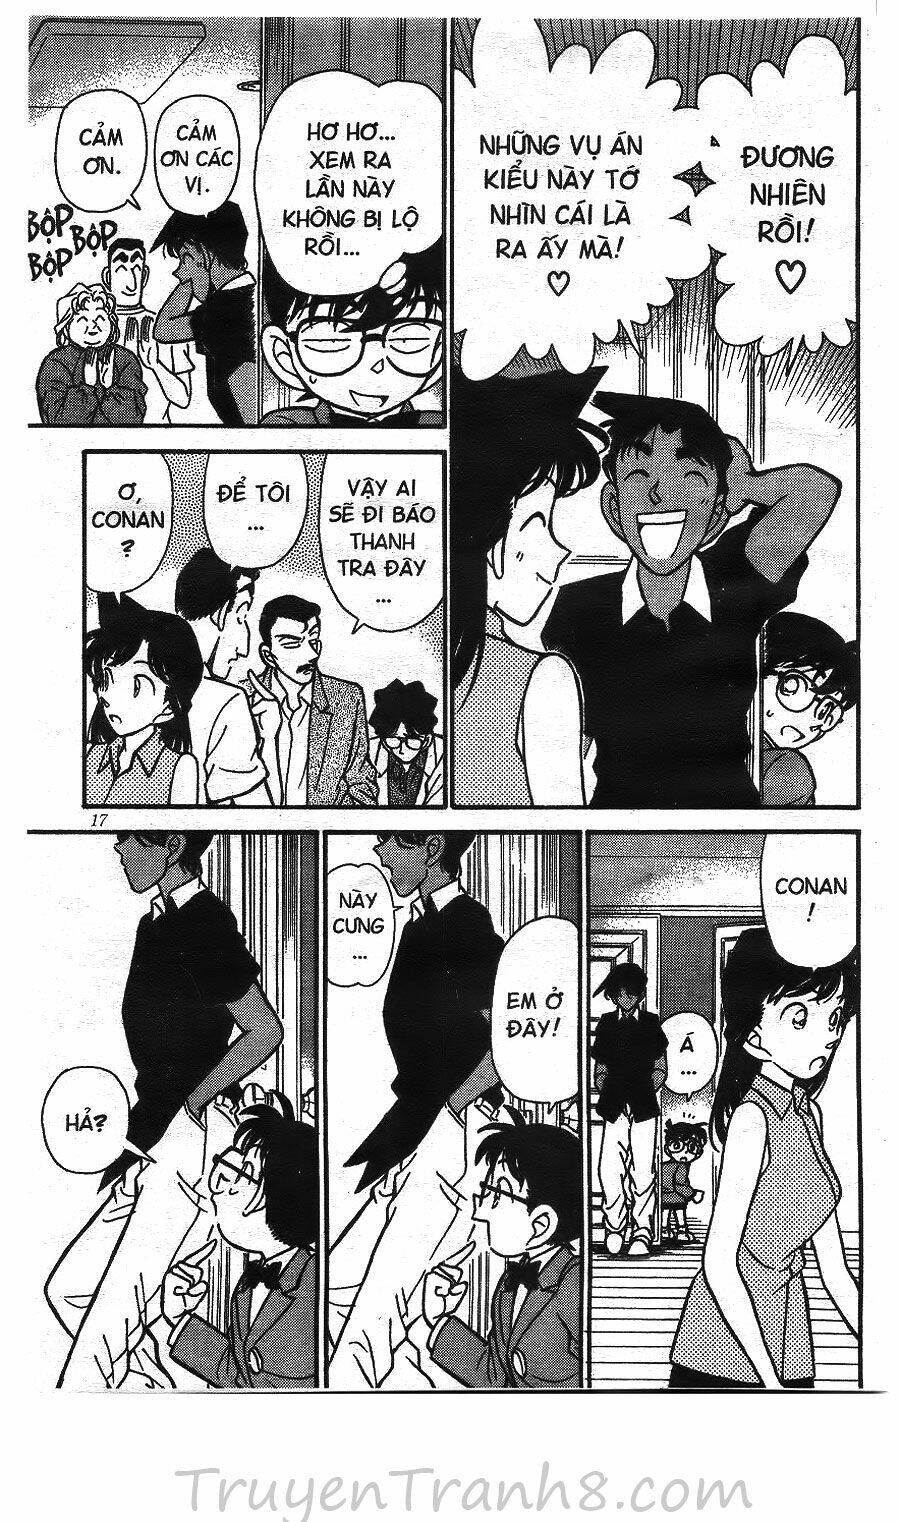 ĐƯƠNG
NHIÊN
RỒI!
NHỮNG VỤ ÁN
KIỂU NÀY TỚ
NHÌN CÁI LÀ
RA ẤY MÀ!
HƠ HƠ...
XEM RA
LẦN NÀY
KHÔNG BỊ LỘ
RỒI...
CẢM
ƠN CÁC
VỊ.
CẢM
ƠN.
BỘP
BỘP
BỘP
VẬY AI
SẼ ĐI BÁO
THANH
TRA ĐÂY
...
ĐỂ TÔI
...
Ơ,
CONAN
?
17
CONAN
!
Á
...
EM Ở
ĐÂY!
NÀY
CƯNG
...
HẢ?
TruyenTranh8.com